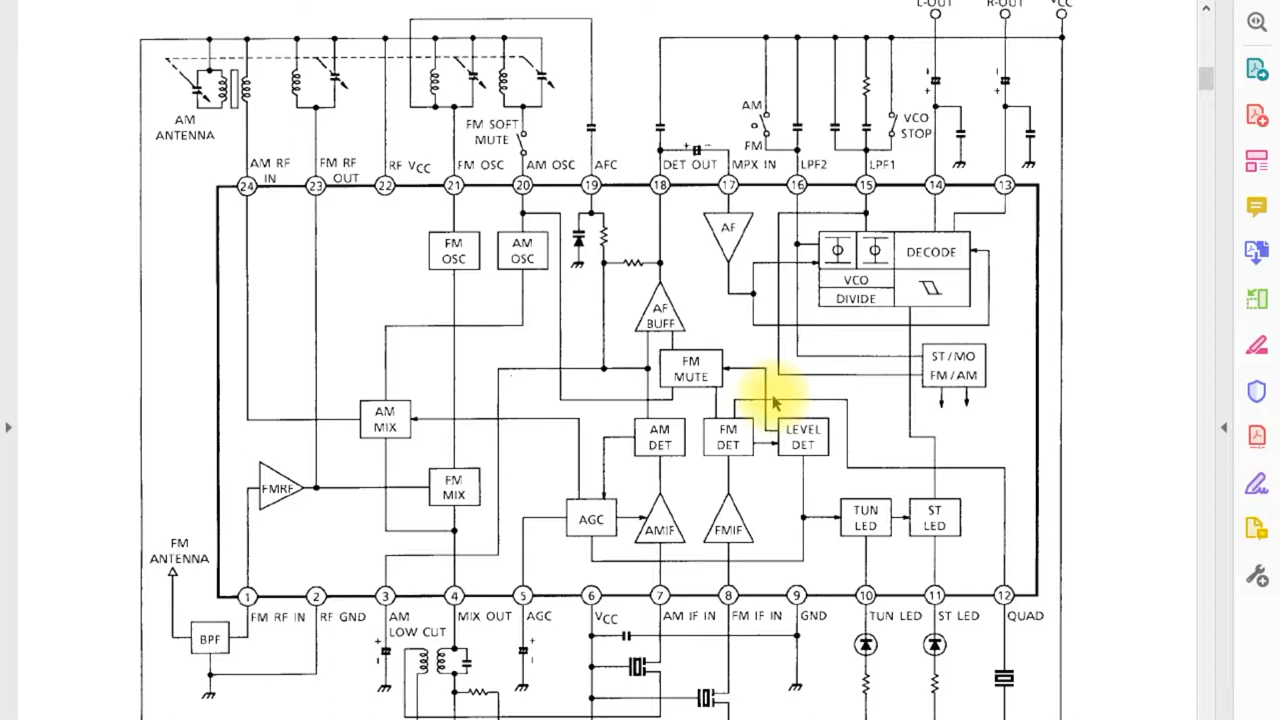 L-OUT R-OUT VCC
AM
FM SOFT
MUTE
AM
ANTENNA
FM
VCO
STOP
AM RF
IN
FM RF
OUT
RF VCC
FM OSC
AM OSC
AFC
DET OUT
MPX IN
LPF2
LPF1
24 23 22 21 20 19 18 17 16 15 14 13
FM
OSC
AM
OSC
AF
DECODE
VCO
DIVIDE
AF
BUFF
FM
MUTE
ST/MO
FM/AM
AM
MIX
AM
DET
FM
DET
LEVEL
DET
FMRF
FM
MIX
AGC
AMIF
FMIF
TUN
LED
ST
LED
FM
ANTENNA
1 2 3 4 5 6 7 8 9 10 11 12
FM RF IN
RF GND
AM
LOW CUT
MIX OUT
AGC
VCC
AM IF IN
FM IF IN
GND
TUN LED
ST LED
QUAD
BPF